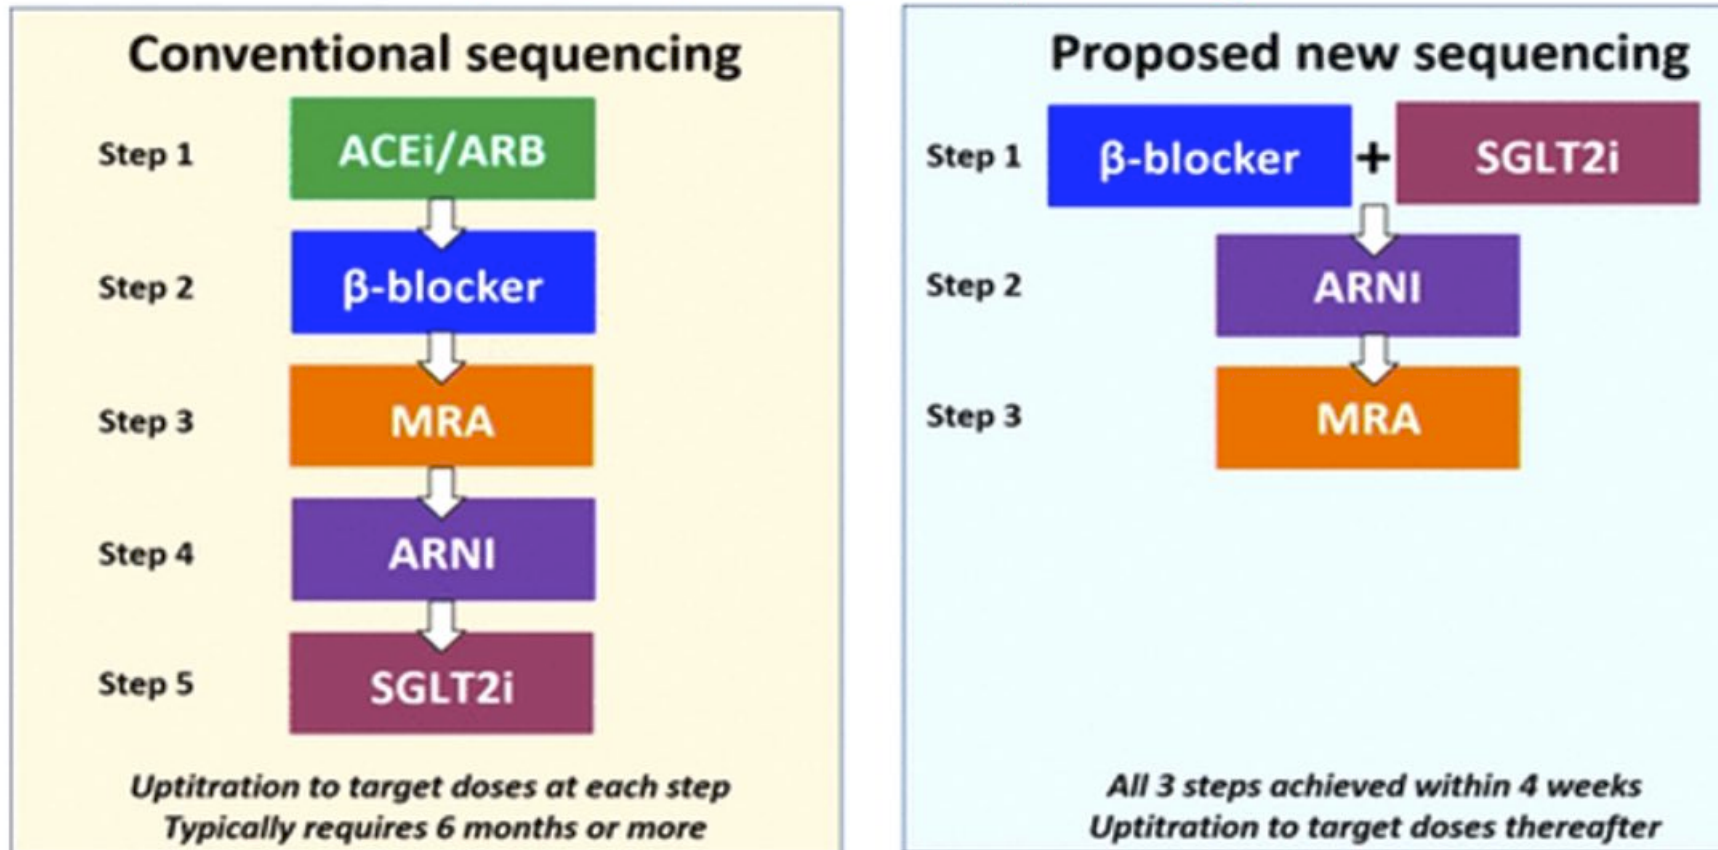 Conventional sequencing
Step 1
ACEi/ARB
Step 2
β-blocker
Step 3
MRA
Step 4
ARNI
Step 5
SGLT2i
Uptitration to target doses at each step
Typically requires 6 months or more
Proposed new sequencing
Step 1
β-blocker + SGLT2i
Step 2
ARNI
Step 3
MRA
All 3 steps achieved within 4 weeks
Uptitration to target doses thereafter